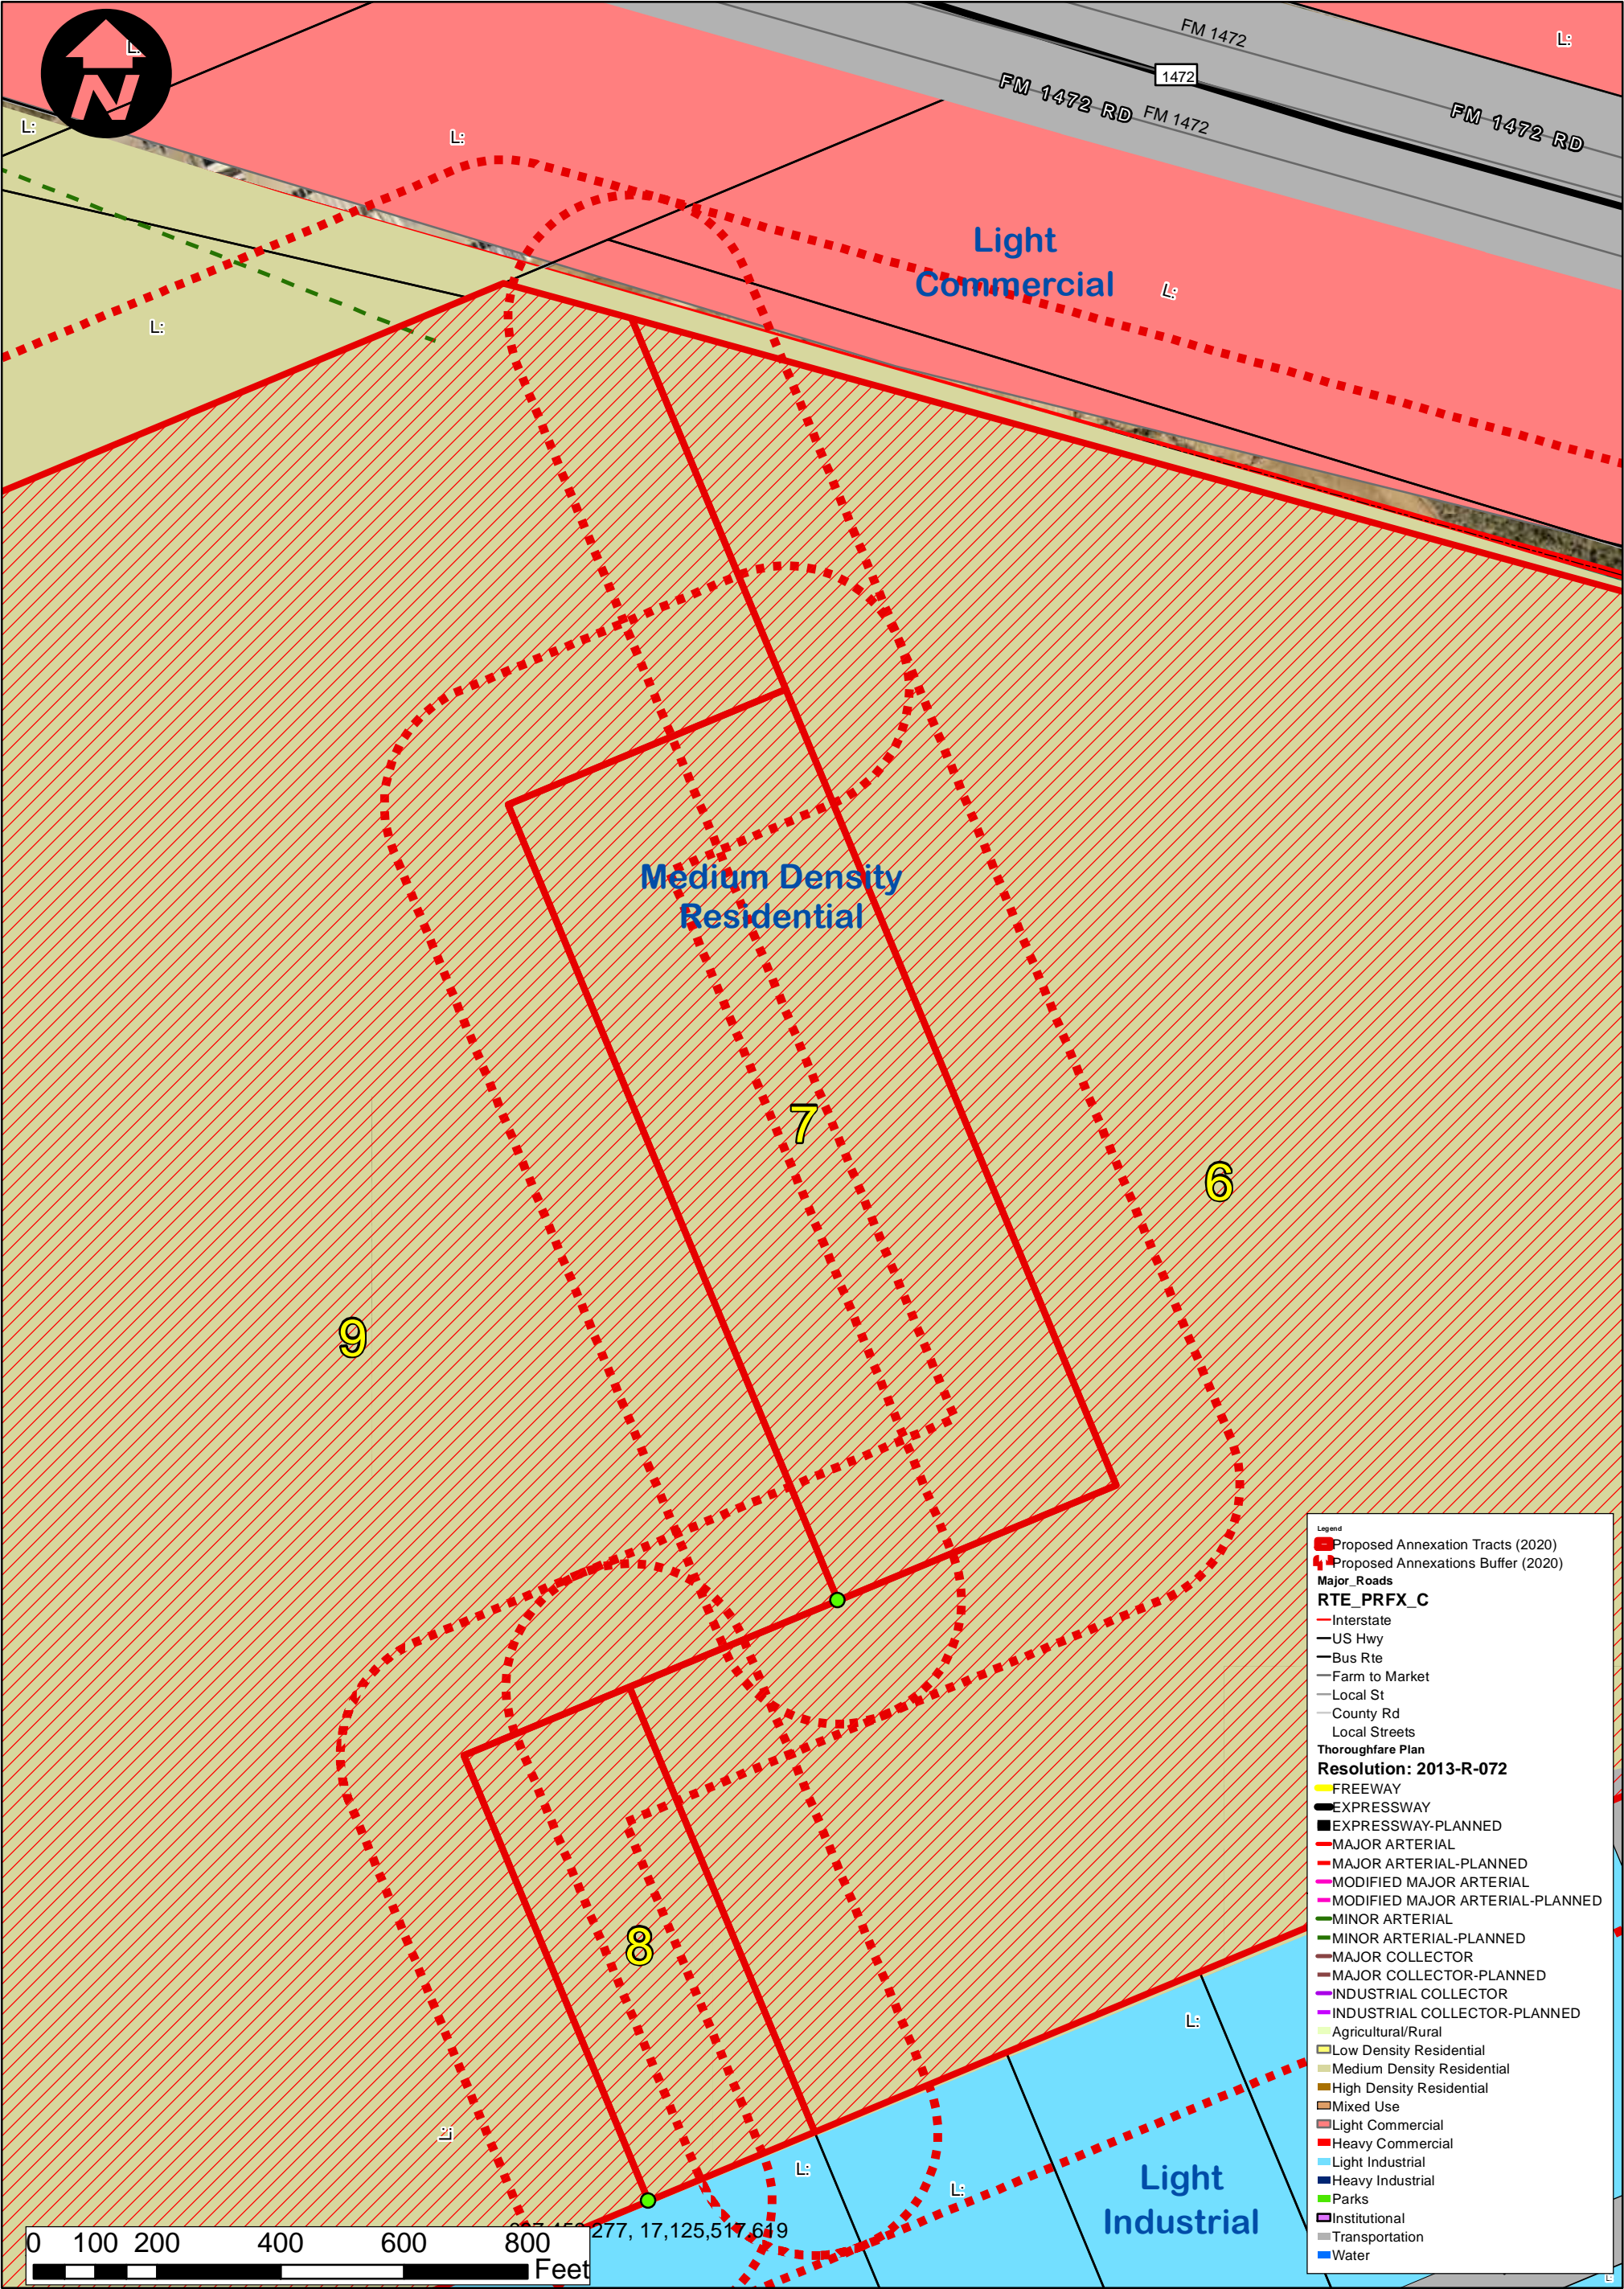 N
L:
L:
L:
L:
FM 1472
1472
FM 1472 RD
FM 1472
FM 1472 RD
Light
Commercial
L:
L:
Medium Density
Residential
7
6
9
8
L:
L:
L:
L:
Light
Industrial
277, 17,125,517.619
0 100 200 400 600 800
Feet
Legend
Proposed Annexation Tracts (2020)
Proposed Annexations Buffer (2020)
Major_Roads
RTE_PRFX_C
Interstate
US Hwy
Bus Rte
Farm to Market
Local St
County Rd
Local Streets
Thoroughfare Plan
Resolution: 2013-R-072
FREEWAY
EXPRESSWAY
EXPRESSWAY-PLANNED
MAJOR ARTERIAL
MAJOR ARTERIAL-PLANNED
MODIFIED MAJOR ARTERIAL
MODIFIED MAJOR ARTERIAL-PLANNED
MINOR ARTERIAL
MINOR ARTERIAL-PLANNED
MAJOR COLLECTOR
MAJOR COLLECTOR-PLANNED
INDUSTRIAL COLLECTOR
INDUSTRIAL COLLECTOR-PLANNED
Agricultural/Rural
Low Density Residential
Medium Density Residential
High Density Residential
Mixed Use
Light Commercial
Heavy Commercial
Light Industrial
Heavy Industrial
Parks
Institutional
Transportation
Water